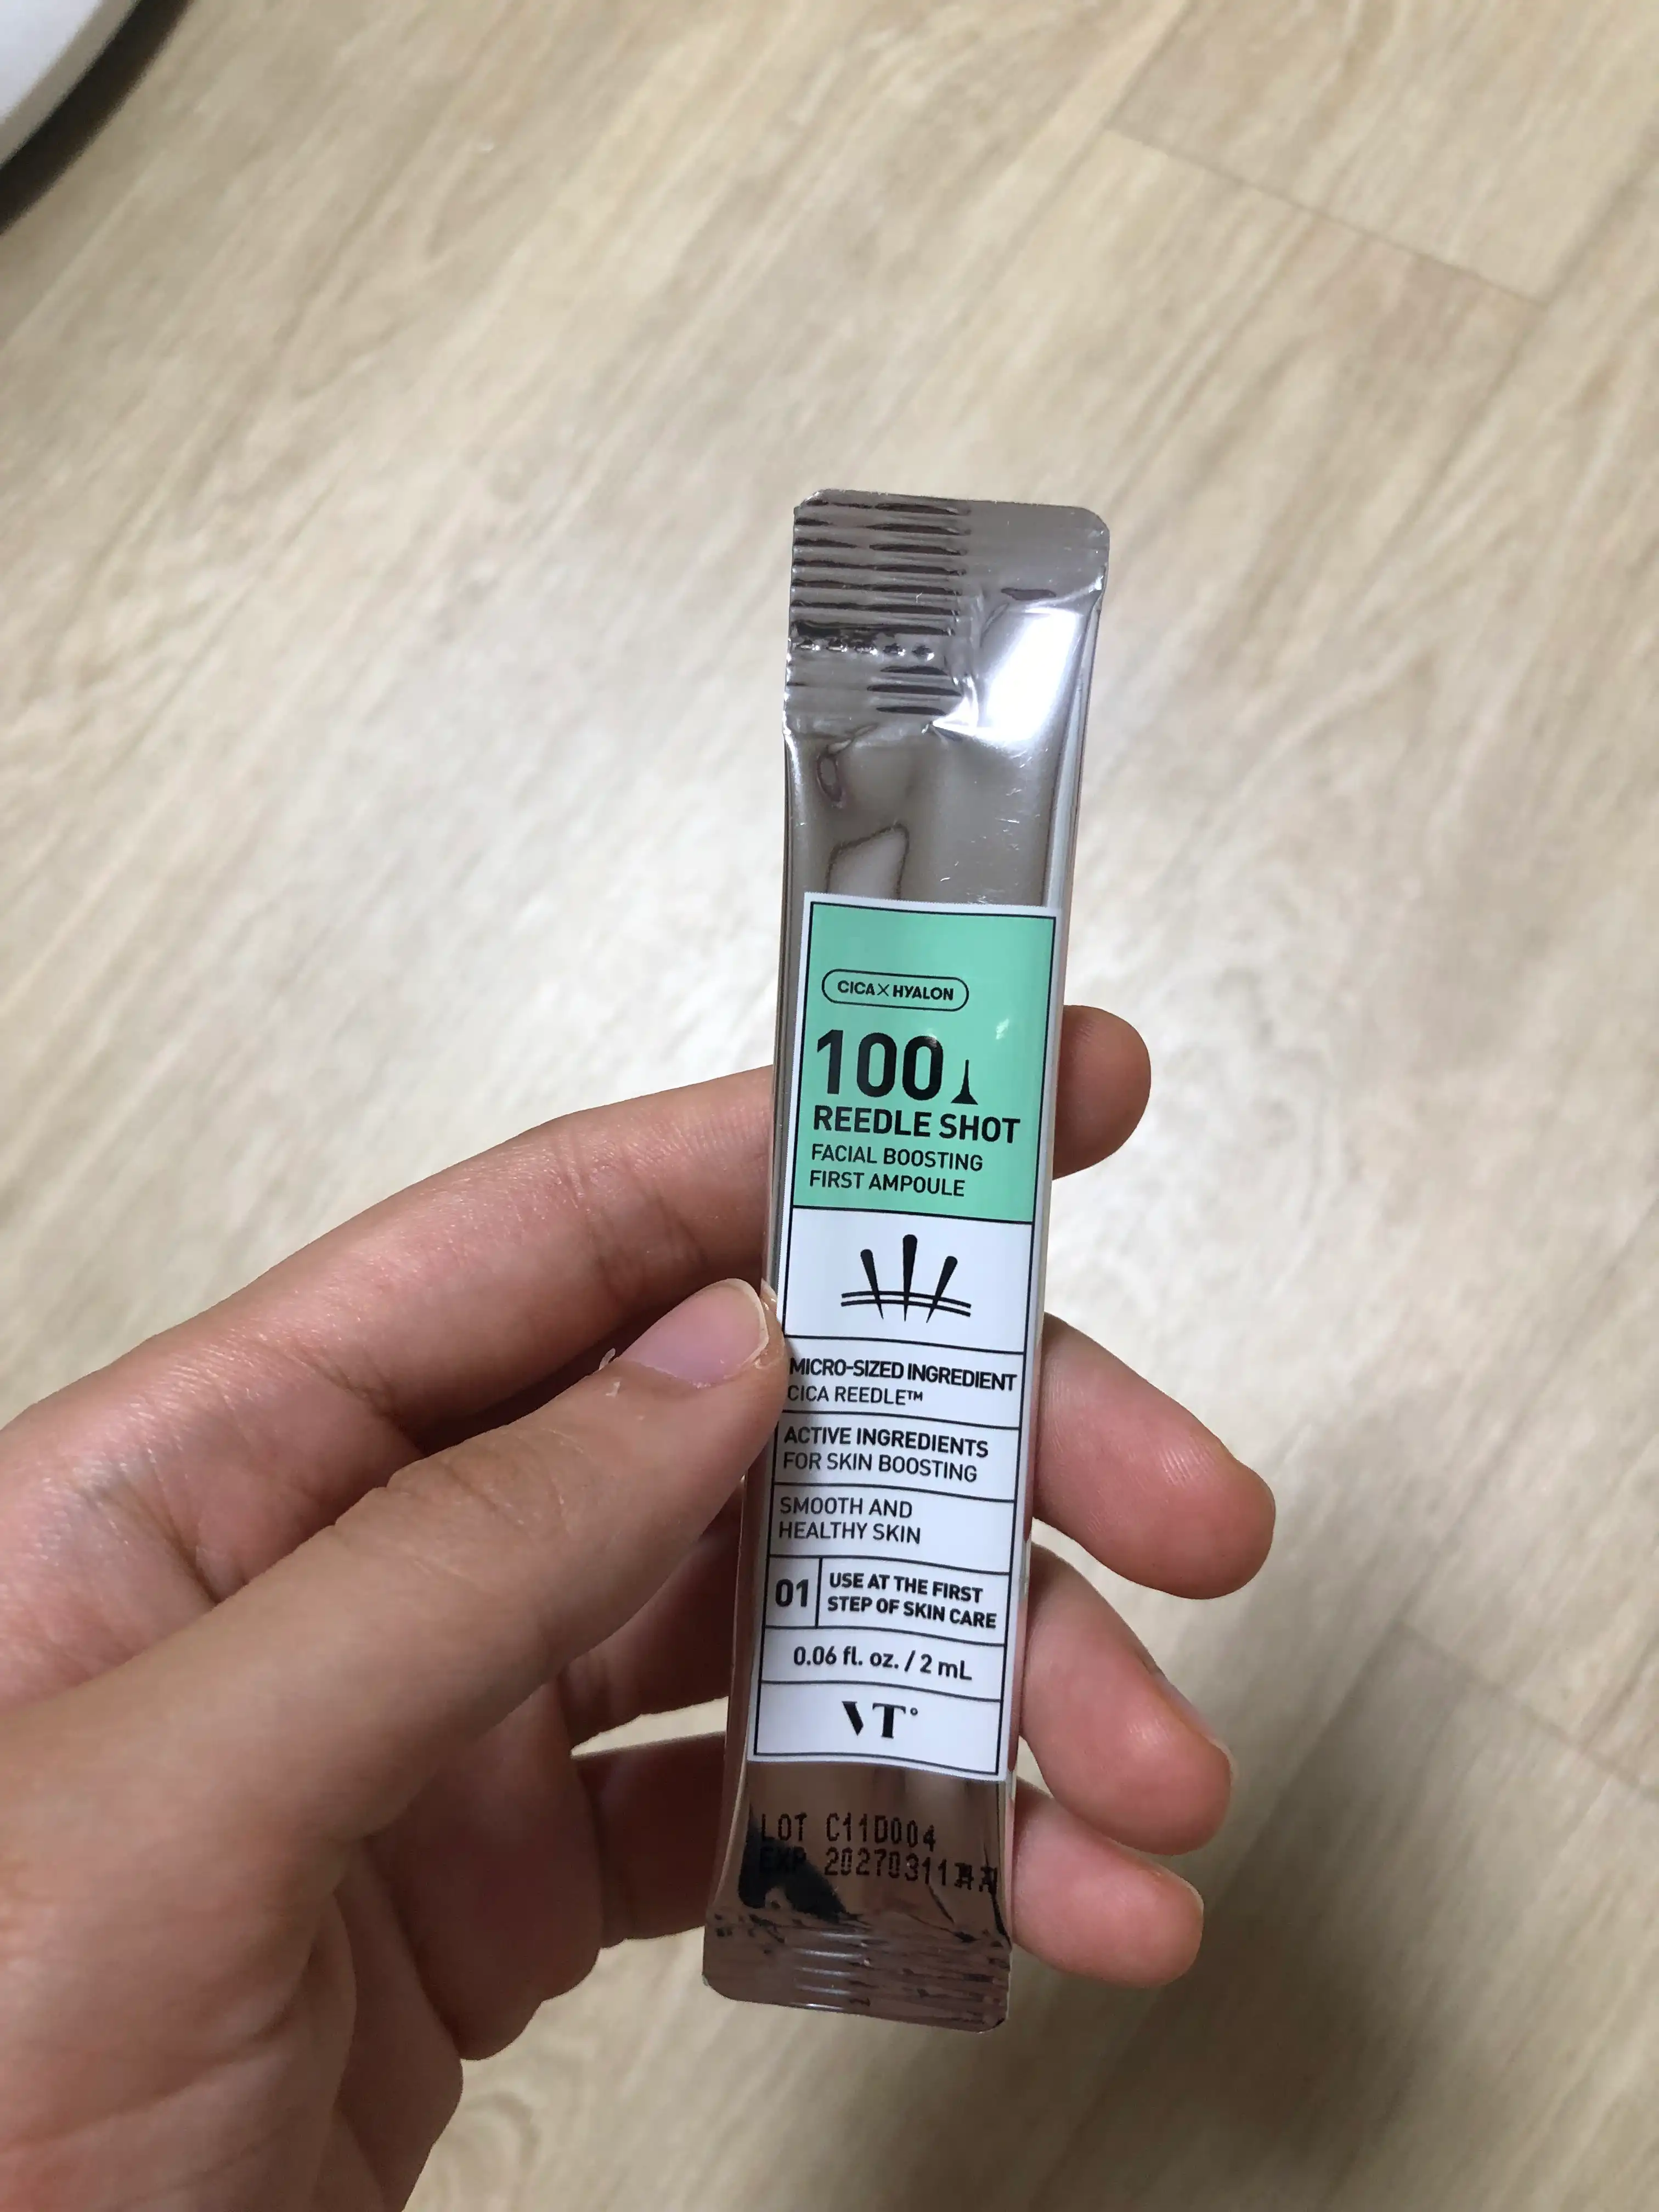 CICA×HYALON
100
REEDLE SHOT
FACIAL BOOSTING
FIRST AMPOULE
MICRO-SIZED INGREDIENT
CICA REEDLE™
ACTIVE INGREDIENTS
FOR SKIN BOOSTING
SMOOTH AND
HEALTHY SKIN
01
USE AT THE FIRST
STEP OF SKIN CARE
0.06 fl. oz. / 2 mL
VT°
LOT C11D004
EXP 20270311